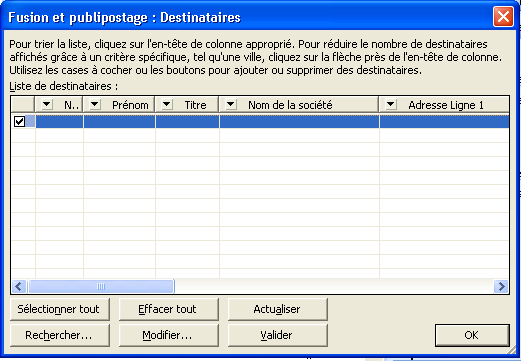 Fusion et publipostage : Destinataires
Pour trier la liste, cliquez sur l'en-tête de colonne approprié. Pour réduire le nombre de destinataires
affichés grâce à un critère spécifique, tel qu'une ville, cliquez sur la flèche près de l'en-tête de colonne.
Utilisez les cases à cocher ou les boutons pour ajouter ou supprimer des destinataires.
Liste de destinataires :
N.. Prénom Titre Nom de la société Adresse Ligne 1
Sélectionner tout Effacer tout Actualiser
Rechercher... Modifier... Valider OK